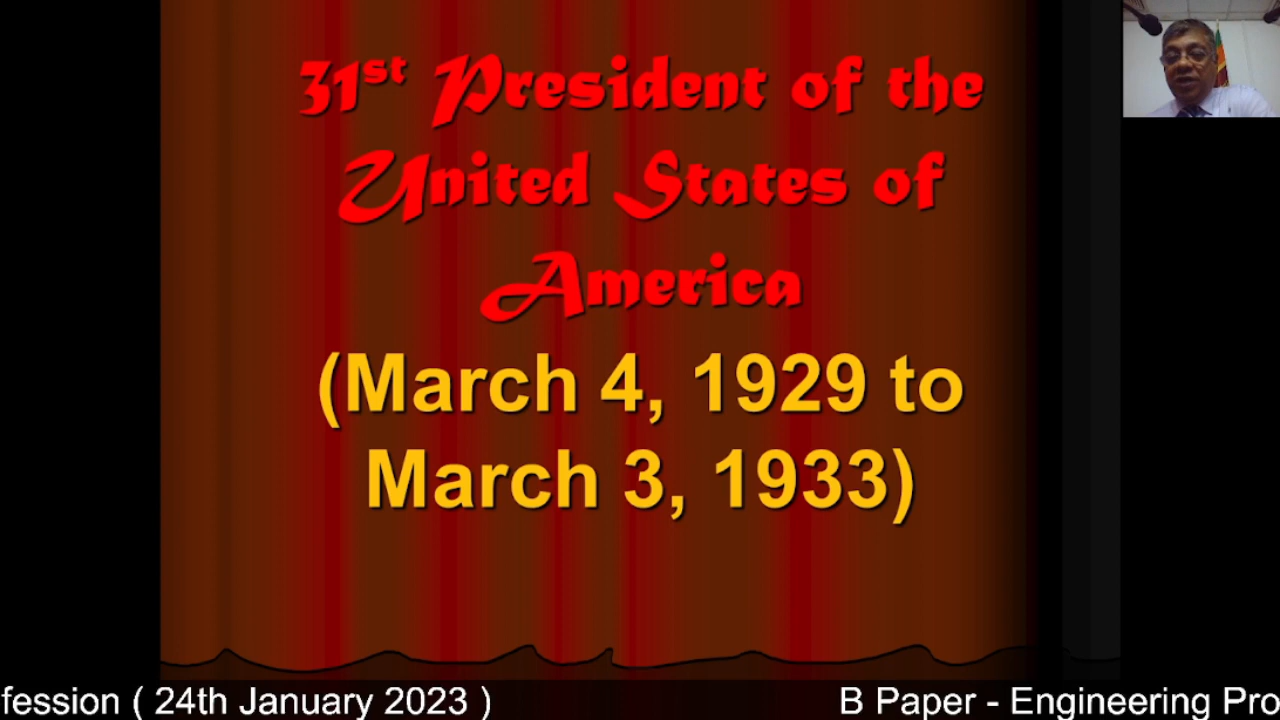 31st President of the
United States of
America
(March 4, 1929 to
March 3, 1933)
fession ( 24th January 2023 ) B Paper - Engineering Pro